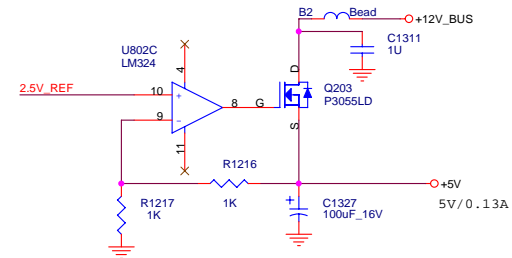 B2 Bead
+12V_BUS
C1311
1U
U802C
LM324
4
D
Q203
P3055LD
2.5V_REF
10
+
8
G
9
-
S
11
R1216
+5V
R1217
1K
1K
+
C1327
100uF_16V
5V/0.13A